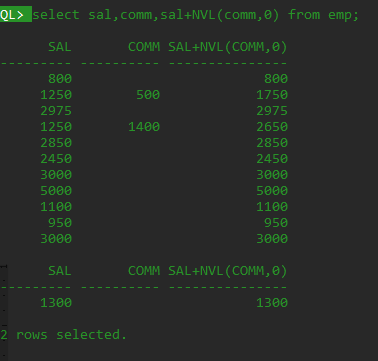 QL> select sal,comm,sal+NVL(comm,0) from emp;
SAL COMM SAL+NVL(COMM,0)
---------- ---------- ---------------
800 800
1250 500 1750
2975 2975
1250 1400 2650
2850 2850
2450 2450
3000 3000
5000 5000
1100 1100
950 950
3000 3000
SAL COMM SAL+NVL(COMM,0)
---------- ---------- ---------------
1300 1300
2 rows selected.